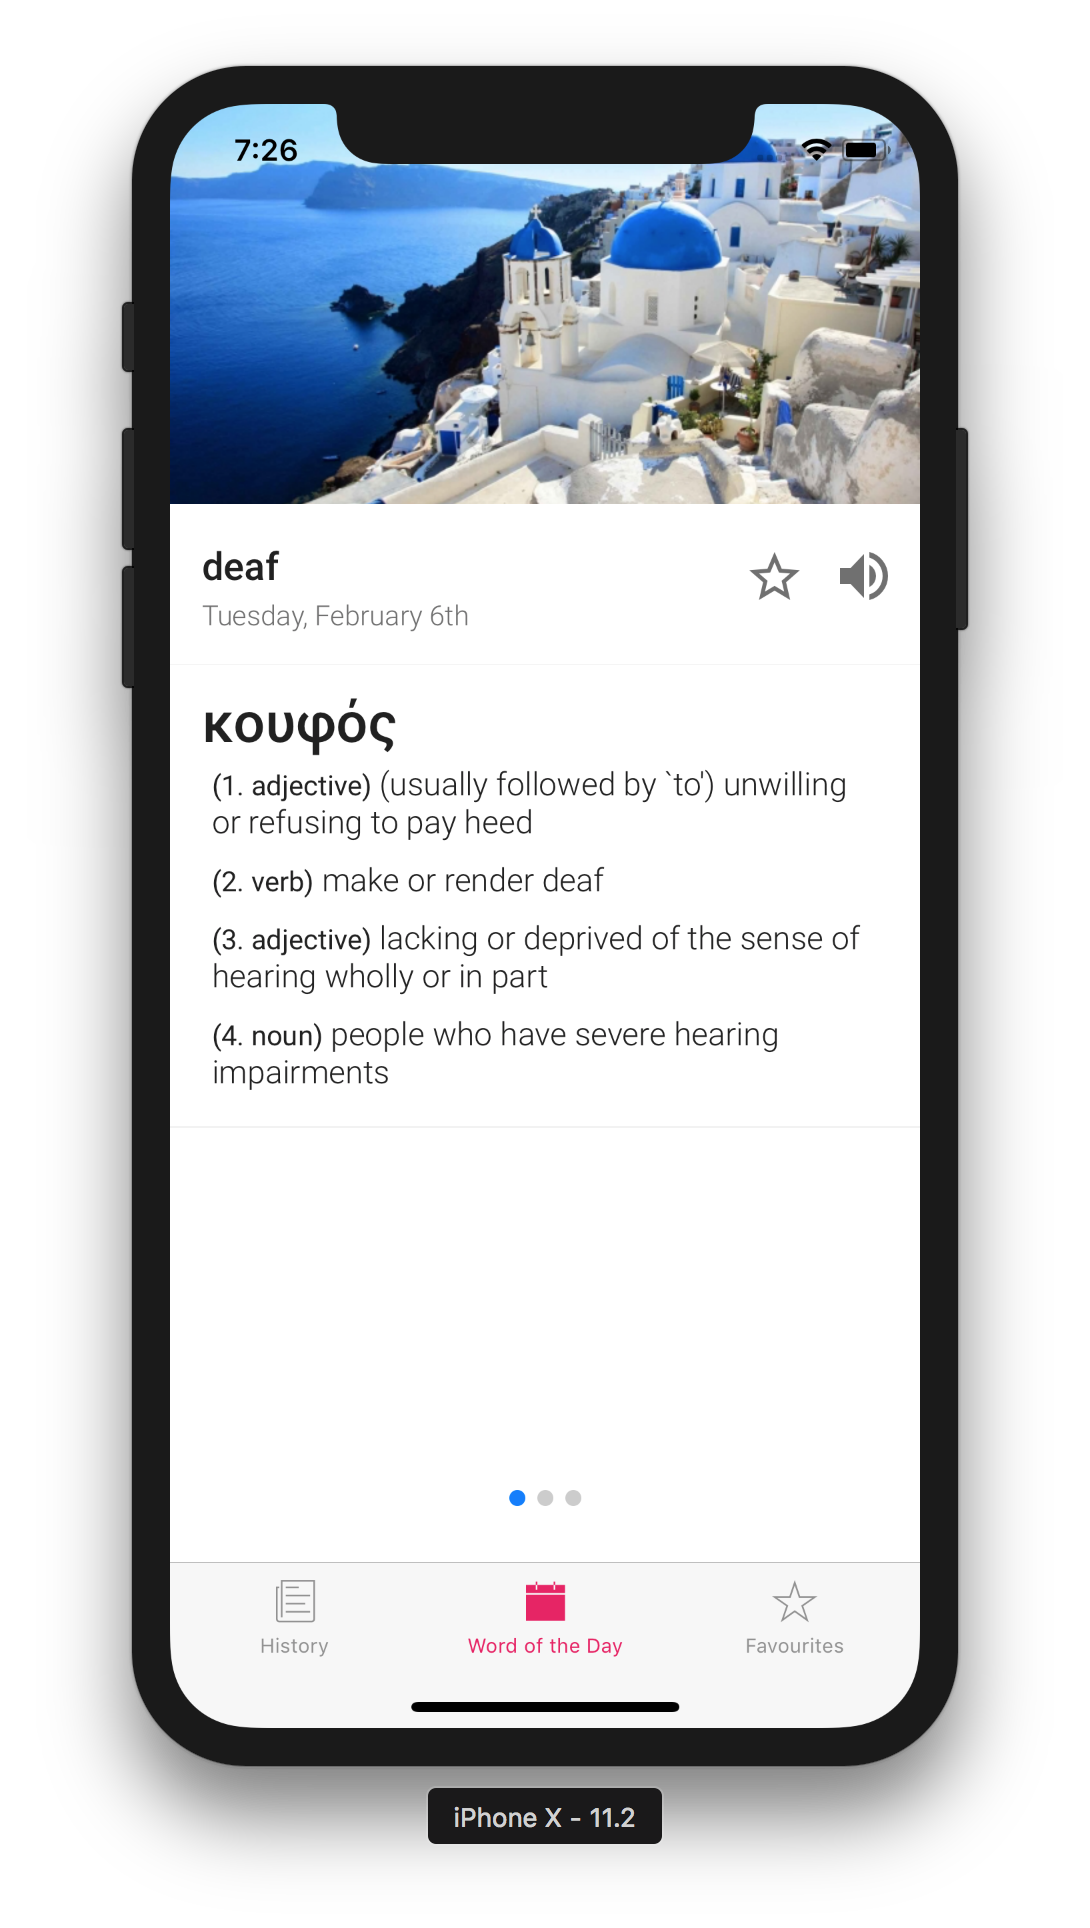 7:26
deaf
Tuesday, February 6th
κουφός
(1. adjective) (usually followed by `to') unwilling
or refusing to pay heed
(2. verb) make or render deaf
(3. adjective) lacking or deprived of the sense of
hearing wholly or in part
(4. noun) people who have severe hearing
impairments
History
Word of the Day
Favourites
iPhone X - 11.2